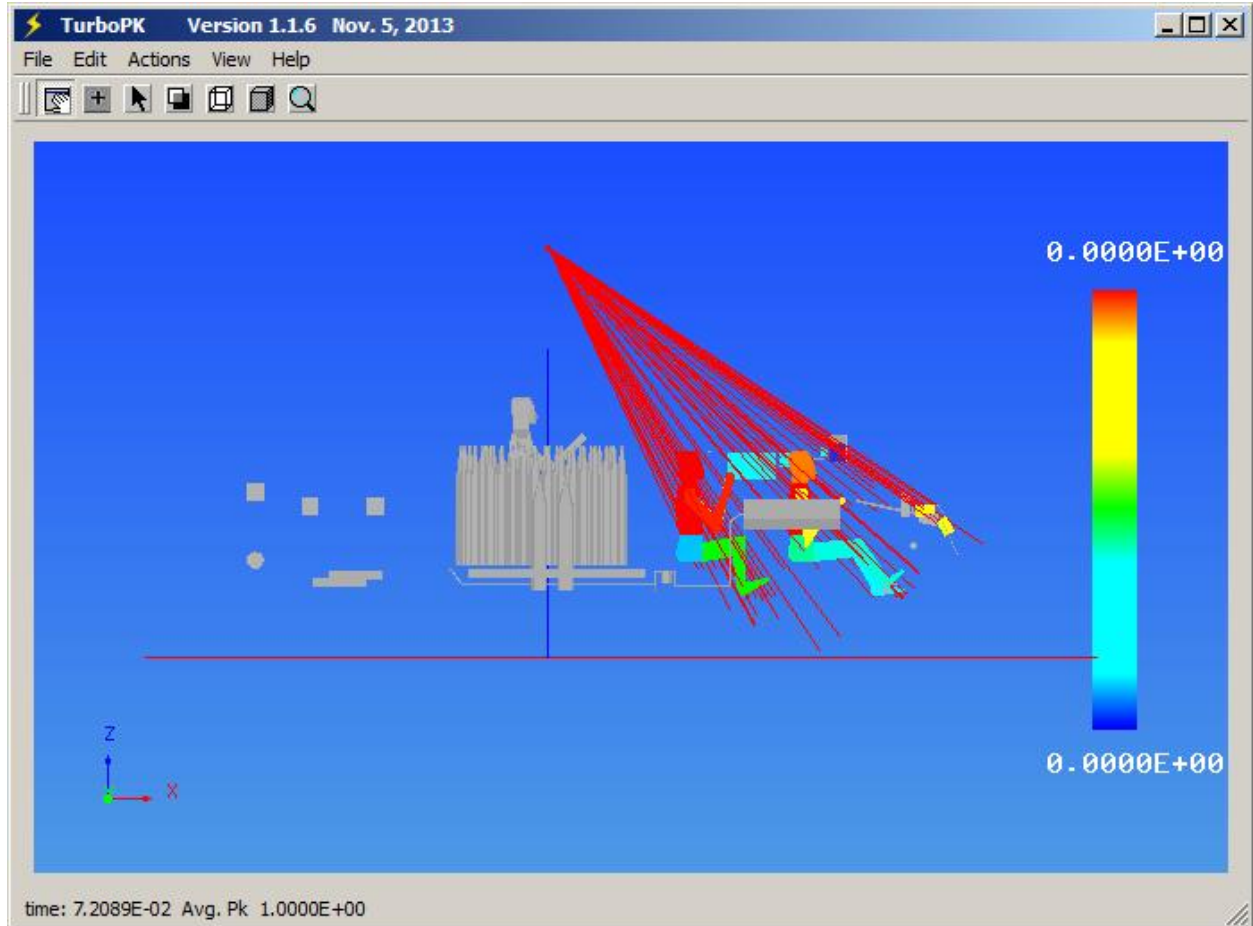 TurboPK Version 1.1.6 Nov. 5, 2013
File Edit Actions View Help
0.0000E+00
0.0000E+00
Z
X
time: 7.2089E-02 Avg. Pk 1.0000E+00